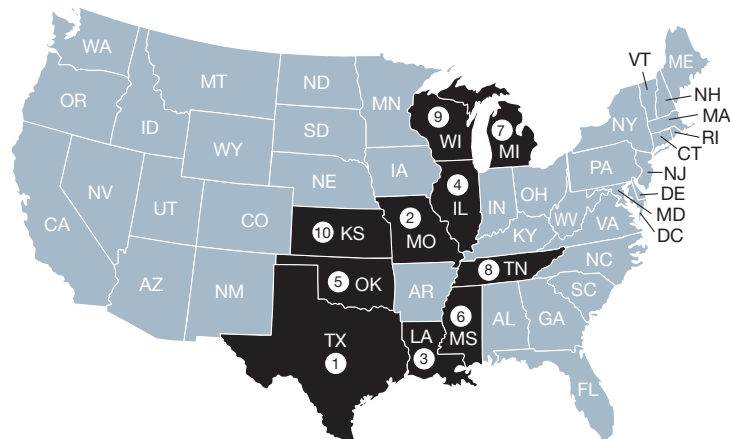 WA
OR
CA
NV
ID
MT
WY
UT
AZ
CO
NM
ND
SD
NE
10 KS
5 OK
TX
1
MN
IA
2
MO
AR
LA
3
9
WI
4
IL
7
MI
IN
OH
KY
8 TN
6
MS
AL
GA
FL
SC
NC
VA
WV
PA
NY
VT
ME
NH
MA
RI
CT
NJ
DE
MD
DC